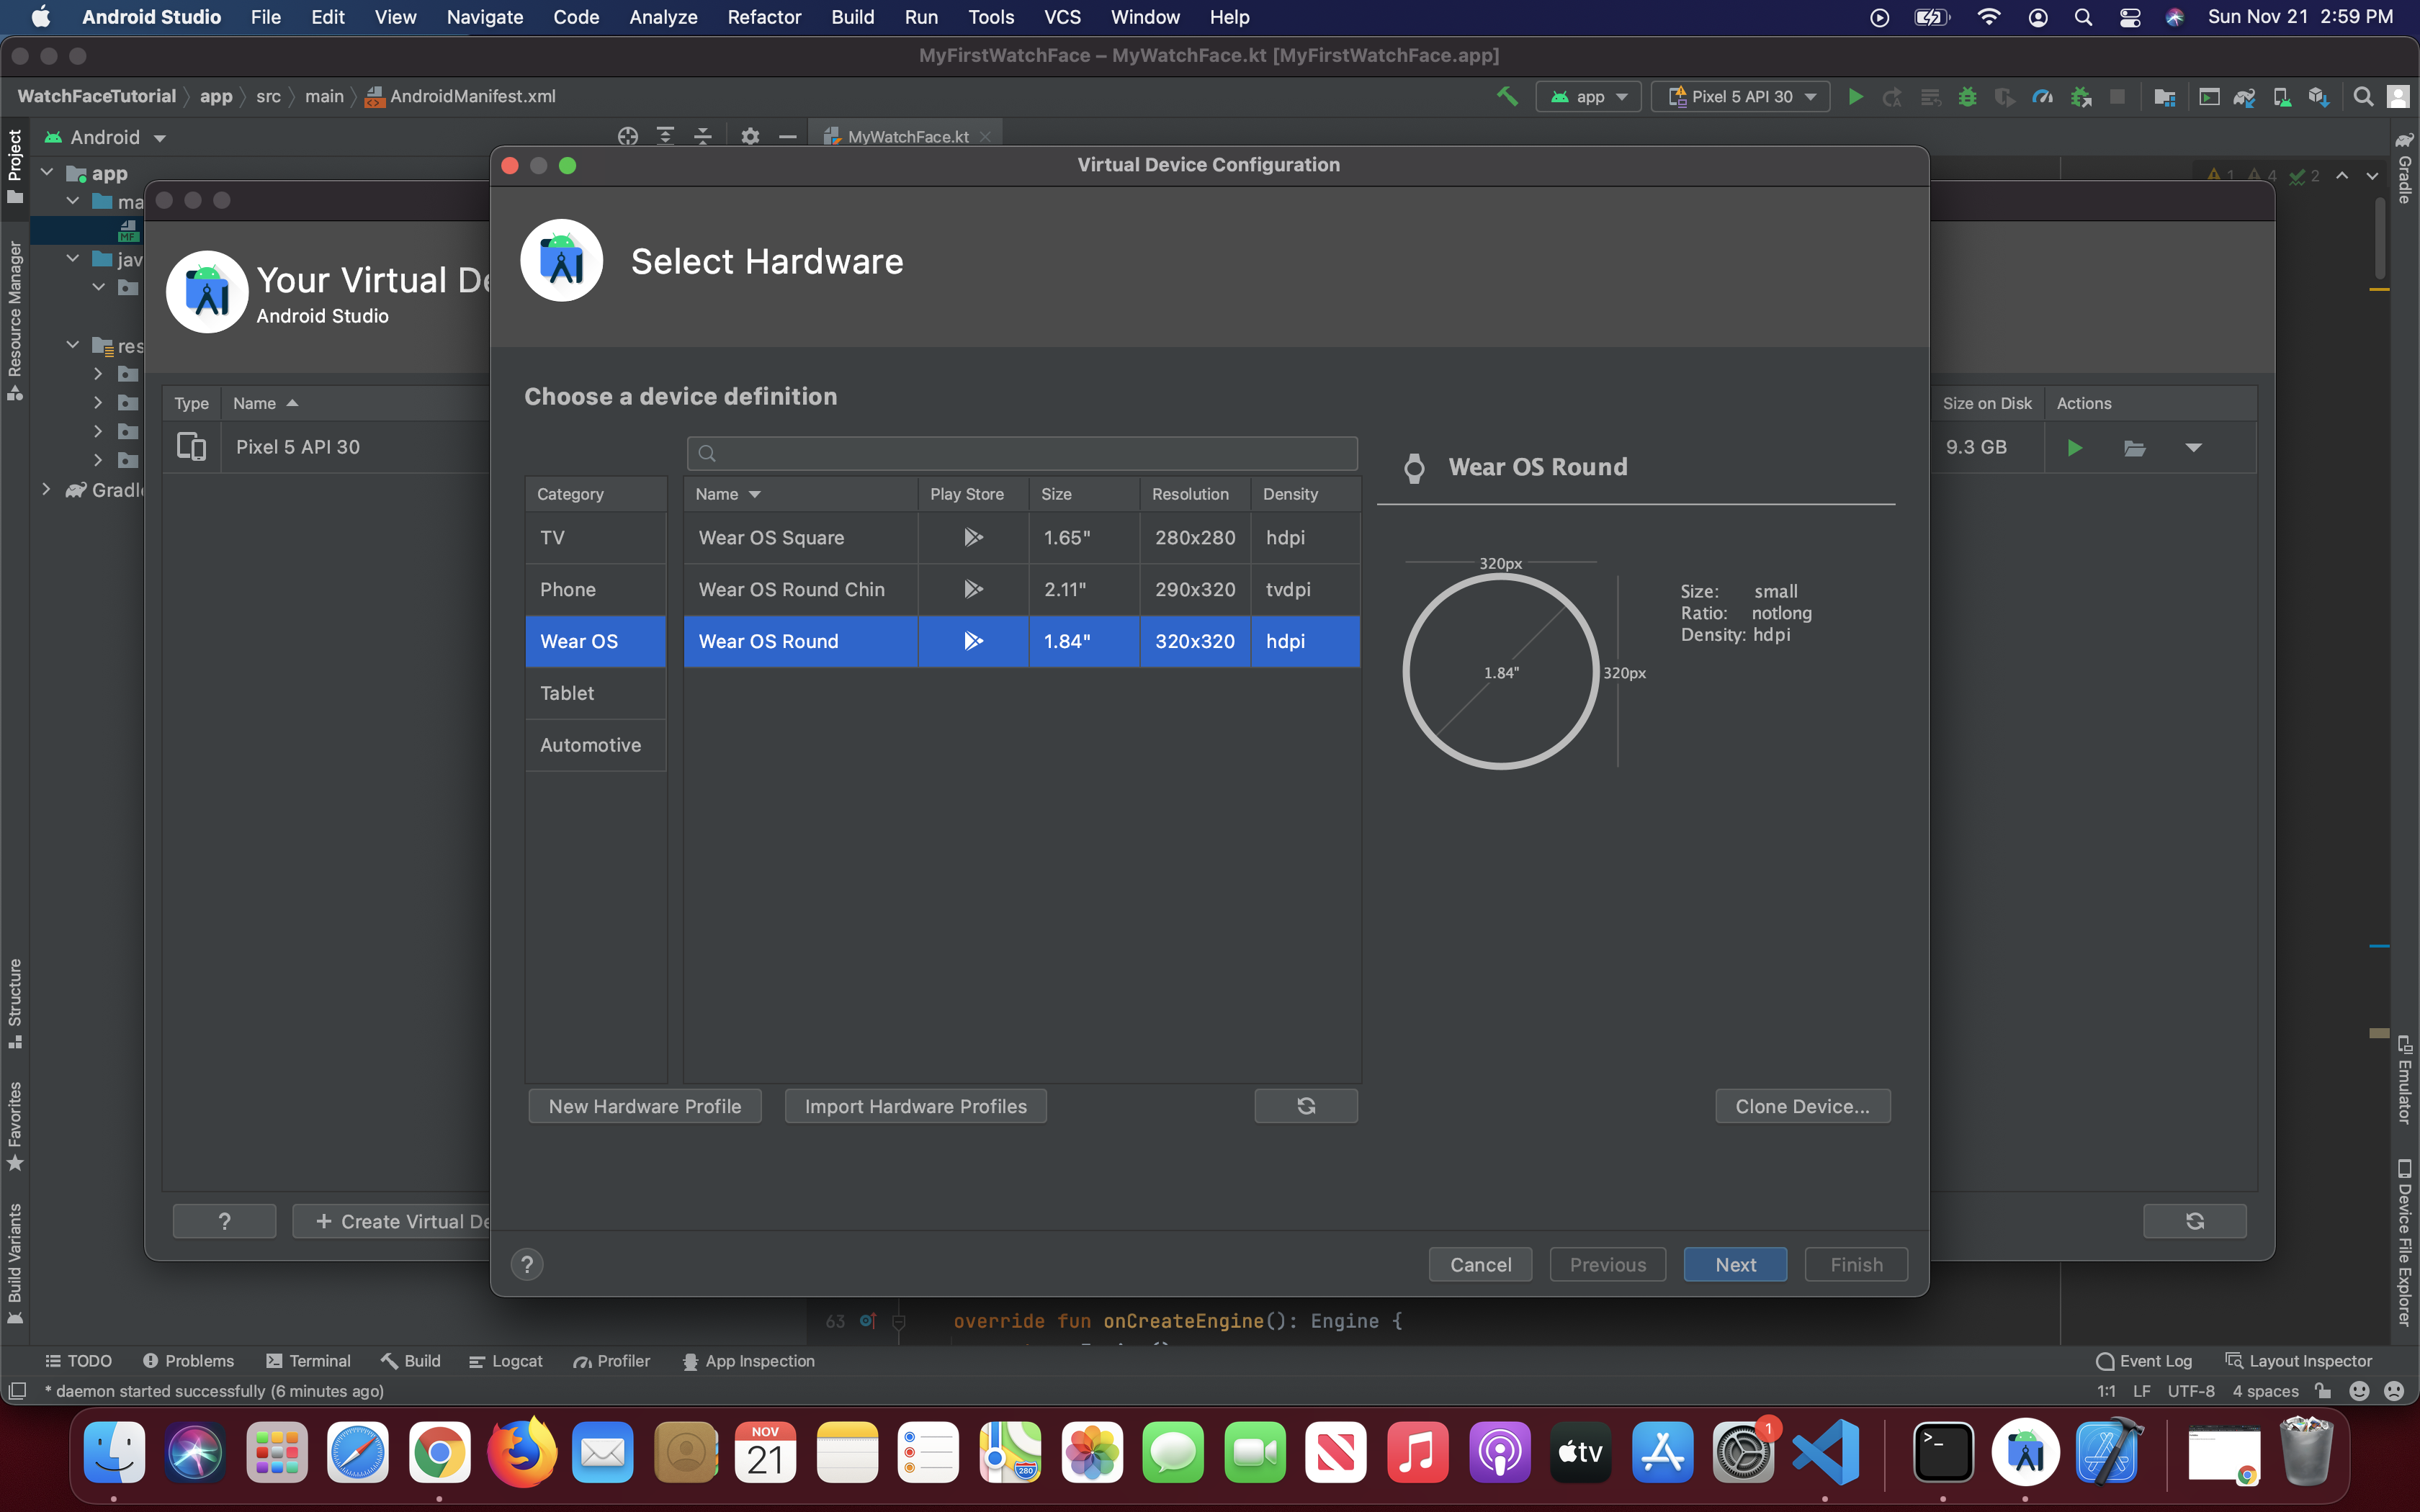 Android Studio File Edit View Navigate Code Analyze Refactor Build Run Tools VCS Window Help Sun Nov 21 2:59 PM
MyFirstWatchFace – MyWatchFace.kt [MyFirstWatchFace.app]
WatchFaceTutorial app src main AndroidManifest.xml app Pixel 5 API 30
Project
Android
MyWatchFace.kt
Virtual Device Configuration
app
1 4 2
Gradle
ma
MF
jav
Resource Manager
Your Virtual De
Android Studio
Select Hardware
res
Gradle
Choose a device definition
Type Name
Size on Disk Actions
Pixel 5 API 30
9.3 GB
Wear OS Round
Category
Name Play Store Size Resolution Density
TV
Wear OS Square 1.65" 280x280 hdpi
Phone
Wear OS Round Chin 2.11" 290x320 tvdpi
Wear OS
Wear OS Round 1.84" 320x320 hdpi
Tablet
Automotive
320px
1.84"
320px
Size: small
Ratio: notlong
Density: hdpi
New Hardware Profile Import Hardware Profiles Clone Device...
Structure
Favorites
Build Variants
Emulator
Device File Explorer
? + Create Virtual De
? Cancel Previous Next Finish
63 override fun onCreateEngine(): Engine {
TODO Problems Terminal Build Logcat Profiler App Inspection Event Log Layout Inspector
* daemon started successfully (6 minutes ago) 1:1 LF UTF-8 4 spaces
NOV
21
280
tv
1